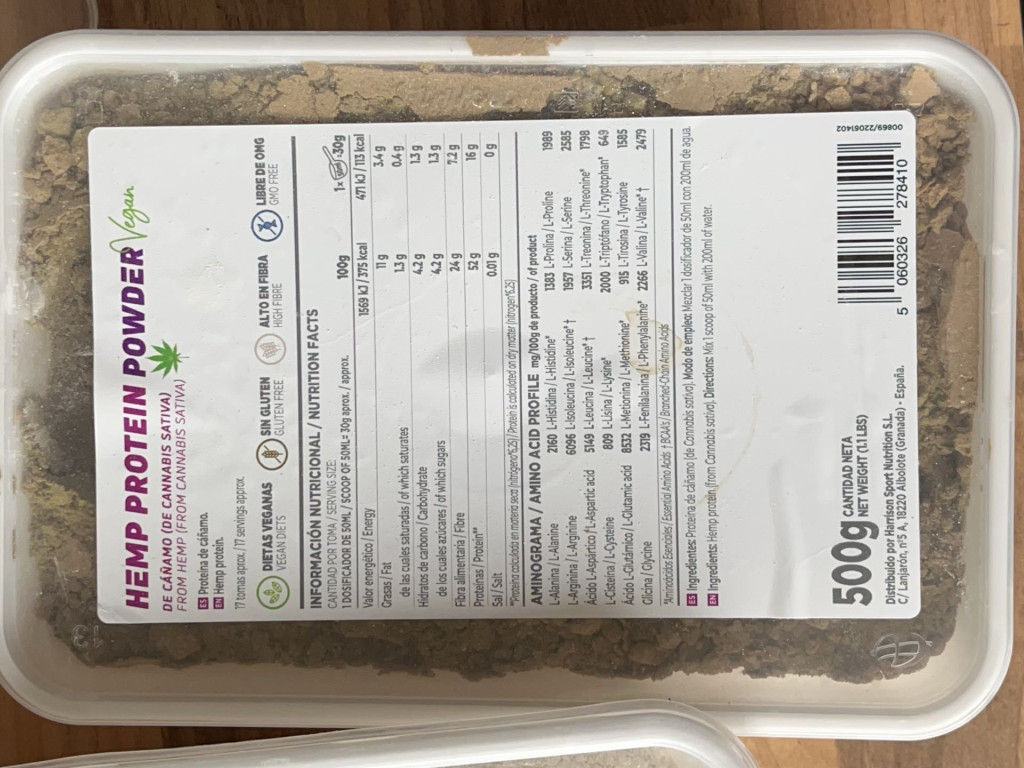 HEMP PROTEIN POWDER Vegan
DE CÁÑAMO (DE CANNABIS SATIVA)
FROM HEMP (FROM CANNABIS SATIVA)
ES Proteína de cáñamo.
EN Hemp protein.
17 tomas aprox. / 17 servings approx.
DIETAS VEGANAS
VEGAN DIETS
SIN GLUTEN
GLUTEN FREE
ALTO EN FIBRA
HIGH FIBRE
LIBRE DE OMG
GMO FREE
INFORMACIÓN NUTRICIONAL / NUTRITION FACTS
CANTIDAD POR TOMA / SERVING SIZE:
1 DOSIFICADOR DE 50ML= 30g aprox. / SCOOP OF 50ML= 30g aprox. / approx. 100g 1x =30g
Valor energético / Energy 1569 kJ / 375 kcal 471 kJ / 113 kcal
Grasas / Fat 11 g 3.4 g
de las cuales saturadas / of which saturates 1.3 g 0.4 g
Hidratos de carbono / Carbohydrate 4.2 g 1.3 g
de los cuales azúcares / of which sugars 4.2 g 1.3 g
Fibra alimentaria / Fibre 24 g 7.2 g
Proteínas / Protein** 52 g 16 g
Sal / Salt 0.01 g 0 g
**Proteína calculada en materia seca (nitrógeno*6,25) / Protein is calculated on dry matter (nitrogen*6.25)
AMINOGRAMA / AMINO ACID PROFILE mg/100g de producto / of product
L-Alanina / L-Alanine 2160 L-Histidina / L-Histidine* 1383 L-Prolina / L-Proline 1989
L-Arginina / L-Arginine 6096 L-Isoleucina / L-Isoleucine* † 1957 L-Serina / L-Serine 2585
Ácido L-Aspártico / L-Aspartic acid 5149 L-Leucina / L-Leucine* † 3351 L-Treonina / L-Threonine* 1798
L-Cisteína / L-Cysteine 809 L-Lisina / L-Lysine* 2000 L-Triptófano / L-Tryptophan* 649
Ácido L-Glutámico / L-Glutamic acid 8532 L-Metionina / L-Methionine* 915 L-Tirosina / L-Tyrosine 1585
Glicina / Glycine 2319 L-Fenilalanina / L-Phenylalanine* 2266 L-Valina / L-Valine* † 2479
*Aminoácidos Esenciales / Essential Amino Acids † BCAA's / Branched-Chain Amino Acids
ES Ingredientes: Proteína de cáñamo (de Cannabis sativa). Modo de empleo: Mezclar 1 dosificador de 50ml con 200ml de agua.
EN Ingredients: Hemp protein (from Cannabis sativa). Directions: Mix 1 scoop of 50ml with 200ml of water.
500g CANTIDAD NETA
NET WEIGHT (1.1 LBS)
Distribuido por Harrison Sport Nutrition S.L.
C/ Lanjarón, nº5 A, 18220 Albolote (Granada) - España.
5 060326 278410
00869/22061402